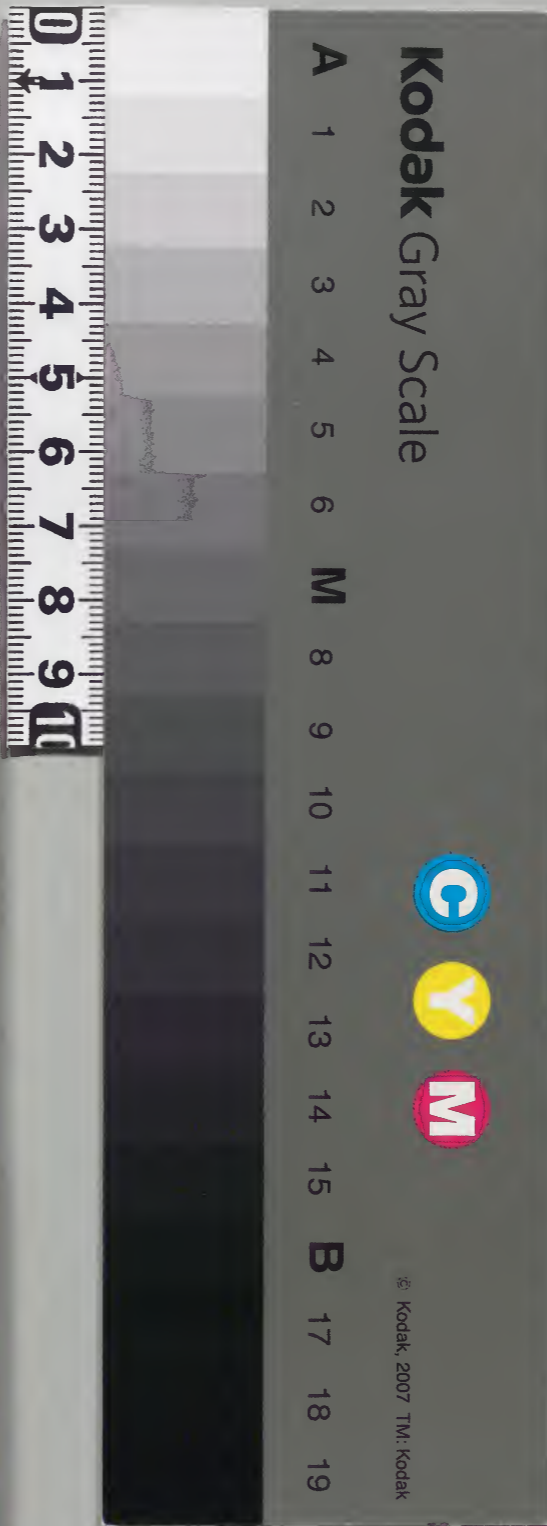 Kodak Gray Scale
C Y M
© Kodak, 2007 TM: Kodak
A 1 2 3 4 5 6 M 8 9 10 11 12 13 14 15 B 17 18 19
0 1 2 3 4 5 6 7 8 9 10